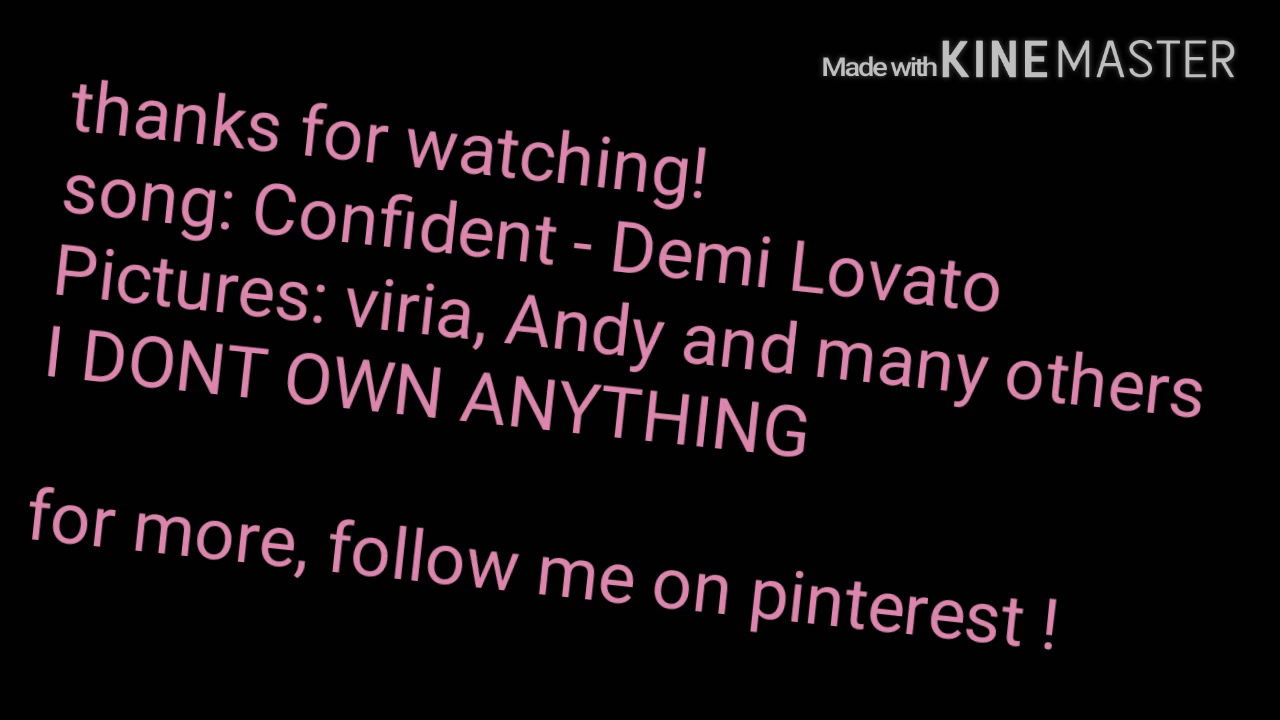 Made with KINEMASTER
thanks for watching!
song: Confident - Demi Lovato
Pictures: viria, Andy and many others
I DONT OWN ANYTHING
for more, follow me on pinterest !